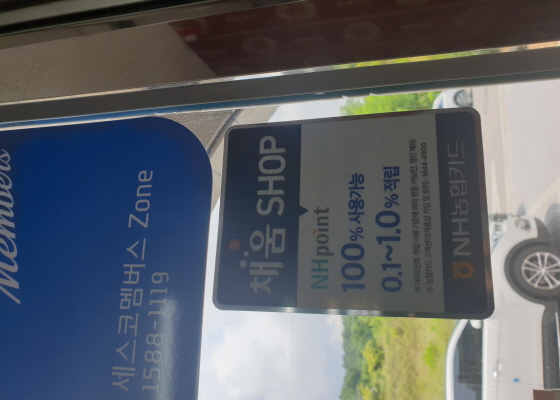 Members
세스코멤버스 Zone
1588-1119
채움 SHOP
NHpoint
100% 사용가능
0.1~1.0% 적립
NH농협카드